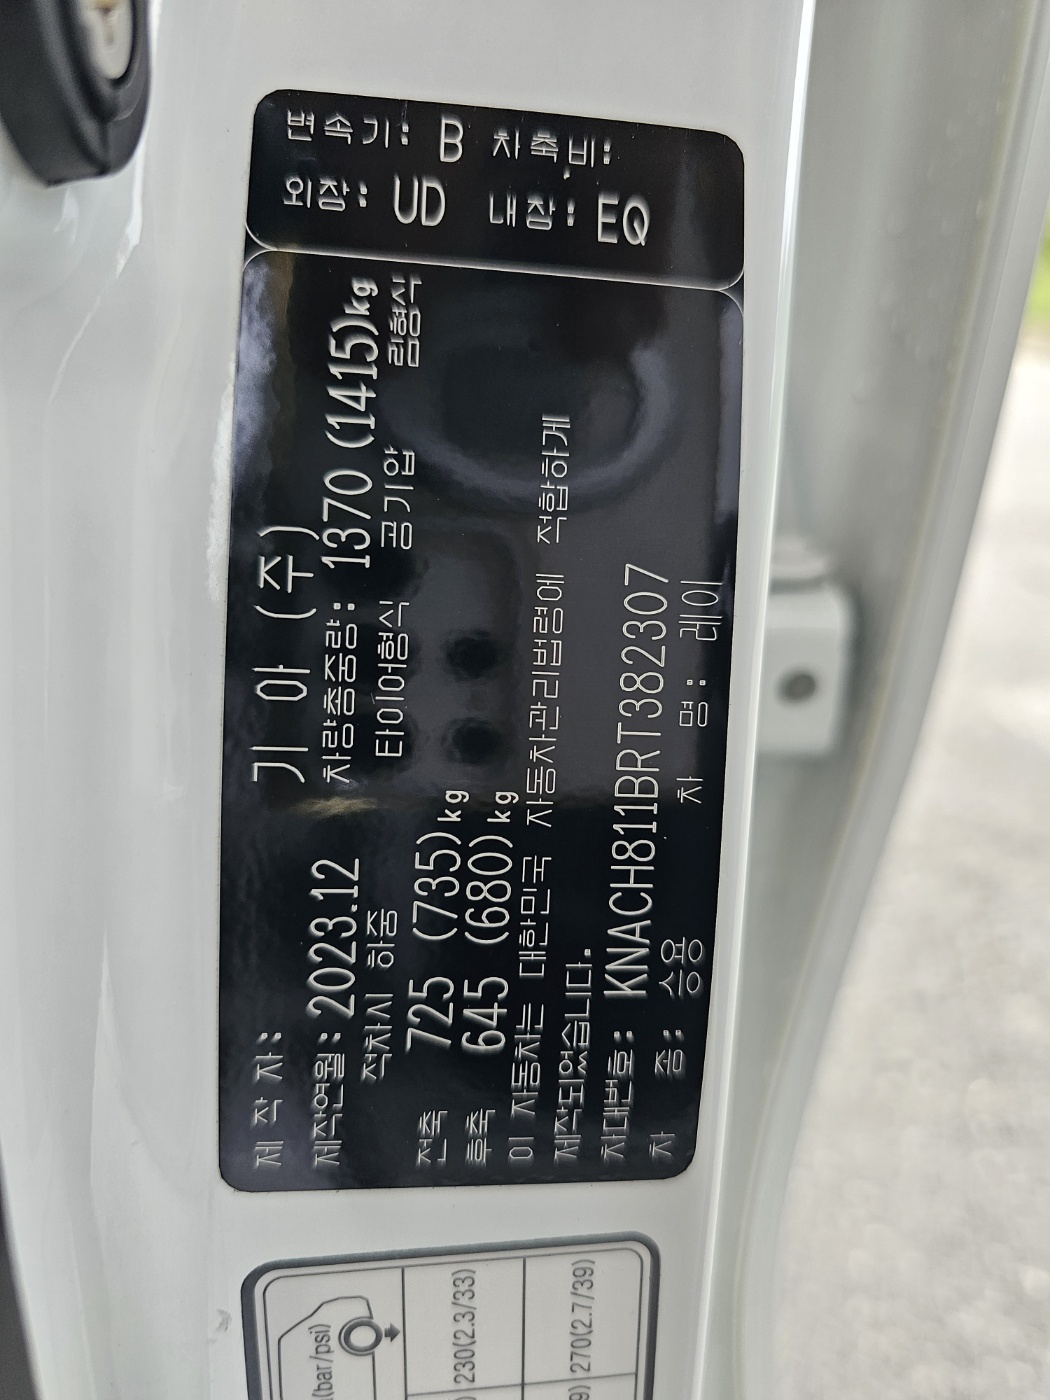 변속기: B 차축비:
외장: UD 내장: EQ
제 작 자: 기 아 (주)
제작연월: 2023.12 차량총중량: 1370 (1415)kg
적차시 하중 타이어형식 공기압 림형식
전축 725 (735)kg
후축 645 (680)kg
이 자동차는 대한민국 자동차관리법령에 적합하게
제작되었습니다.
차대번호: KNACH811BRT382307
차 종: 승용 차 명: 레이
(bar/psi)
230(2.3/33)
270(2.7/39)